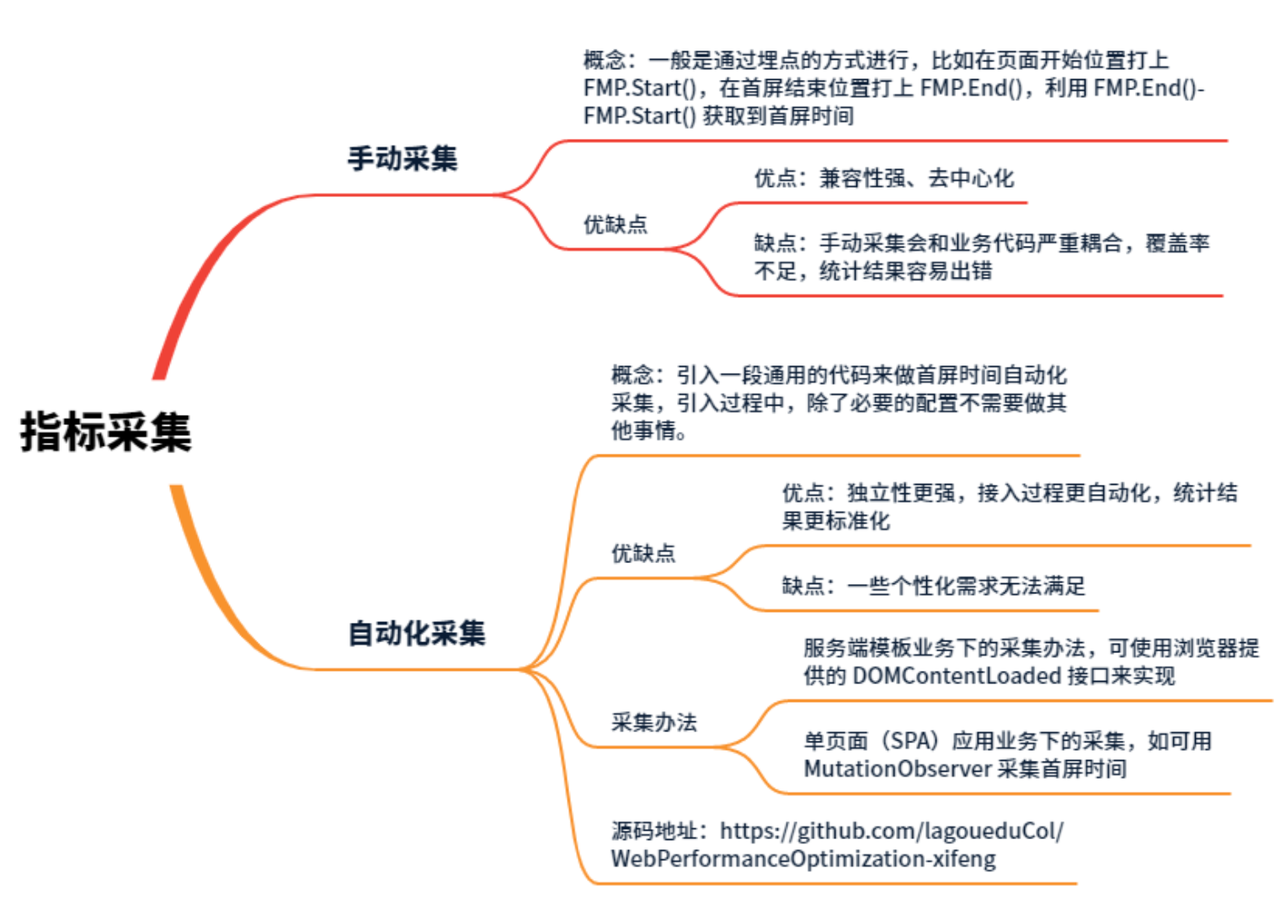 概念：一般是通过埋点的方式进行，比如在页面开始位置打上
FMP.Start()，在首屏结束位置打上 FMP.End()，利用 FMP.End()-
FMP.Start() 获取到首屏时间
手动采集
优点：兼容性强、去中心化
优缺点
缺点：手动采集会和业务代码严重耦合，覆盖率
不足，统计结果容易出错
指标采集
概念：引入一段通用的代码来做首屏时间自动化
采集，引入过程中，除了必要的配置不需要做其
他事情。
优点：独立性更强，接入过程更自动化，统计结
果更标准化
优缺点
缺点：一些个性化需求无法满足
自动化采集
服务端模板业务下的采集办法，可使用浏览器提
供的 DOMContentLoaded 接口来实现
采集办法
单页面（SPA）应用业务下的采集，如可用
MutationObserver 采集首屏时间
源码地址：https://github.com/lagoueduCol/
WebPerformanceOptimization-xifeng